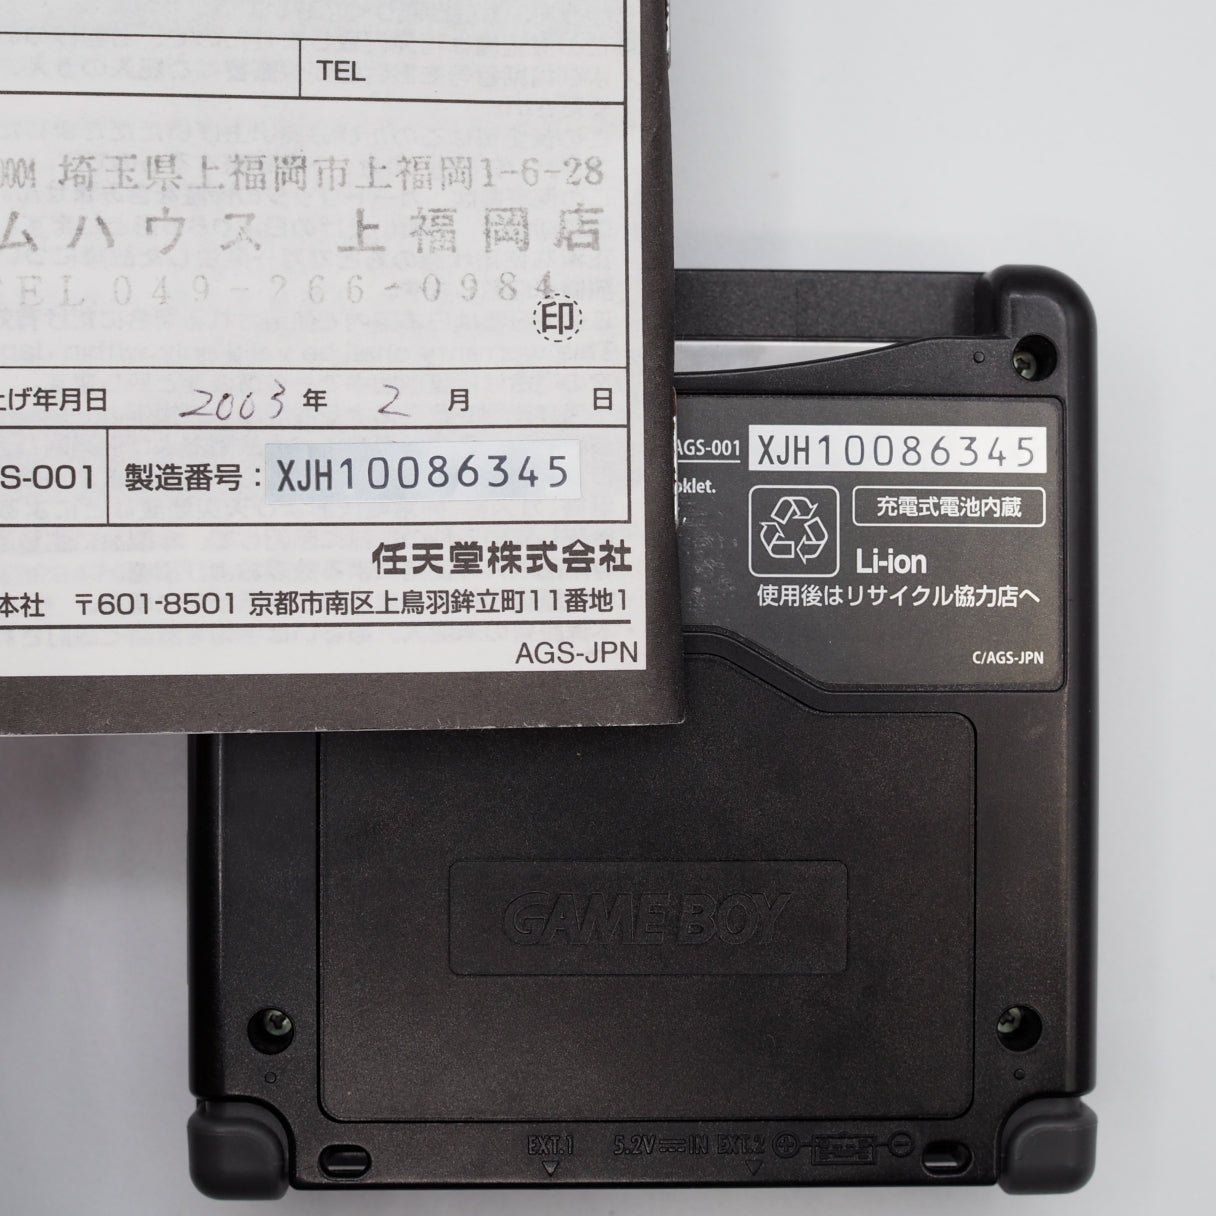 TEL
埼玉県上福岡市上福岡1-6-28
ムハウス 上福岡店
TEL 049-266-0984
印
上げ年月日 2003 年 2 月 日
S-001 製造番号: XJH10086345
任天堂株式会社
本社 〒601-8501 京都市南区上鳥羽鉾立町11番地1
AGS-JPN
AGS-001 XJH10086345
oklet.
充電式電池内蔵
Li-ion
使用後はリサイクル協力店へ
C/AGS-JPN
GAME BOY
EXT.1 5.2V IN EXT.2